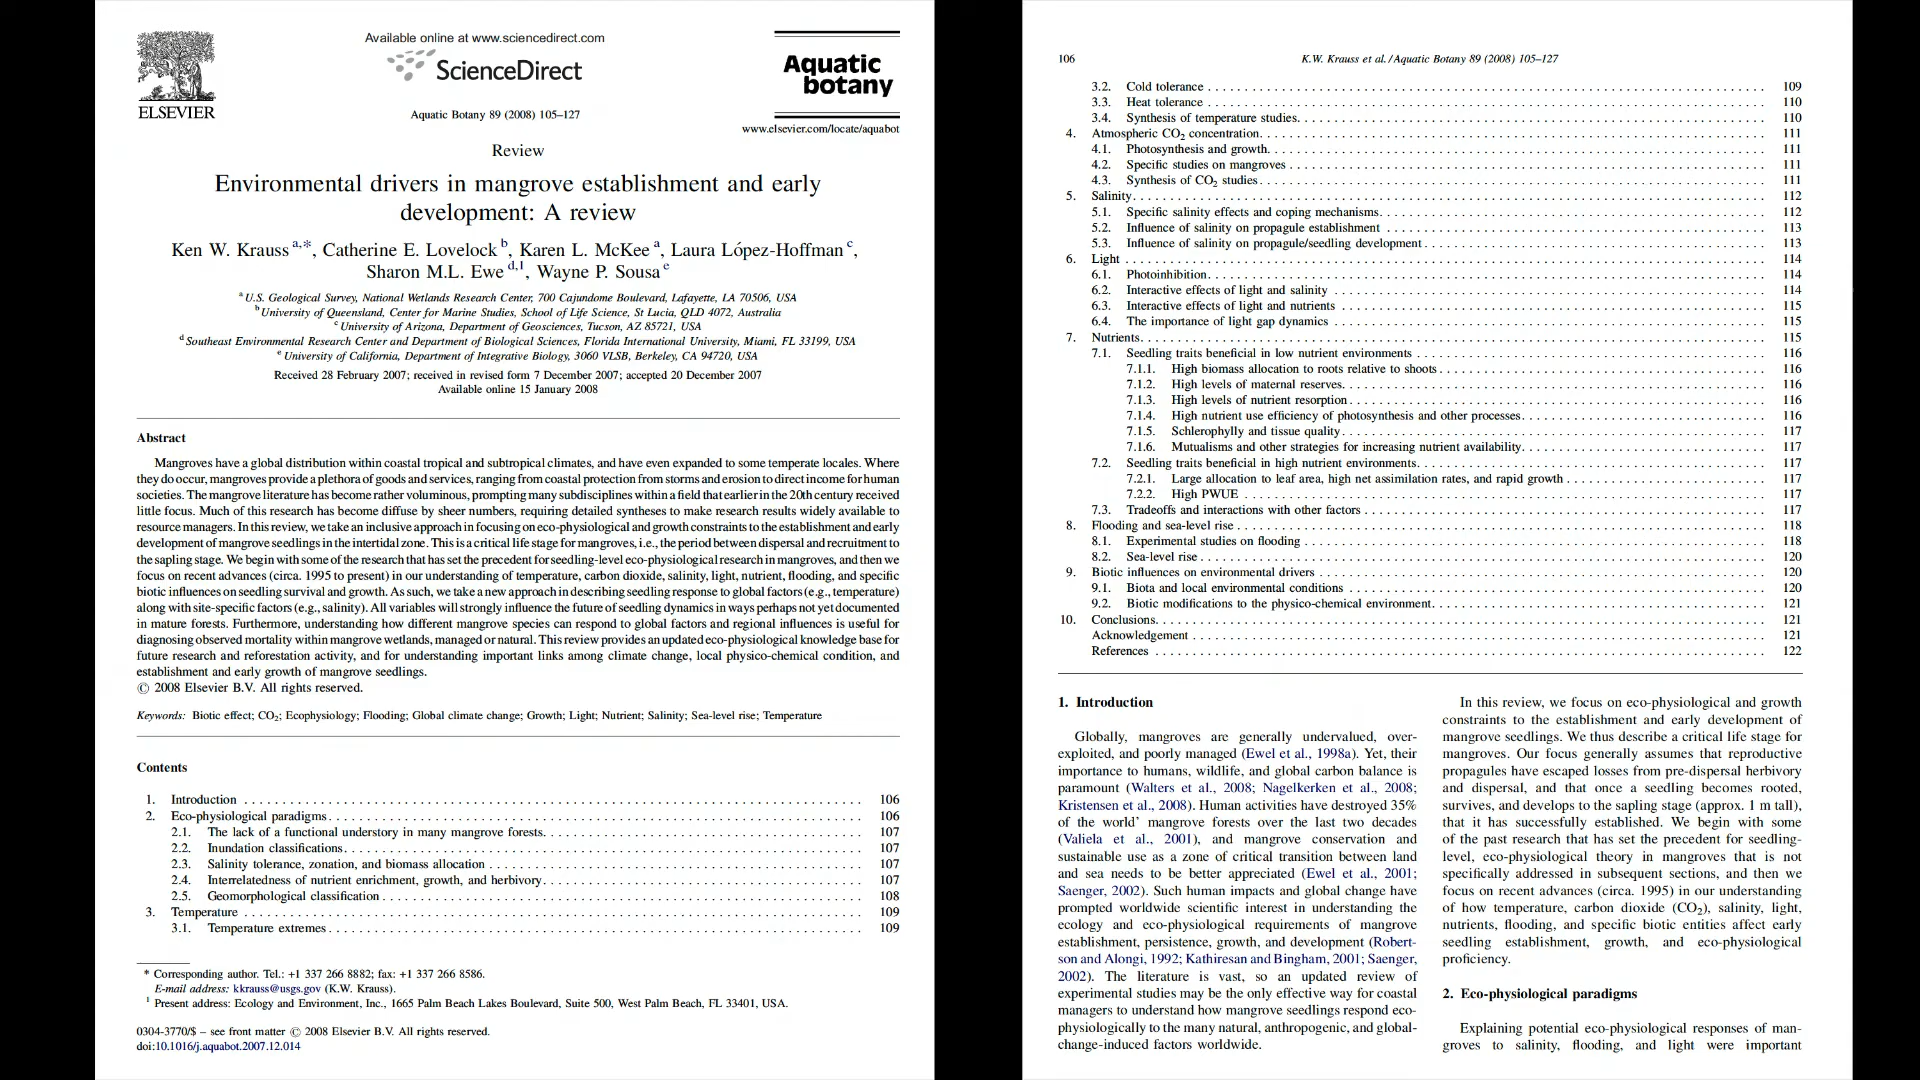 Available online at www.sciencedirect.com
ScienceDirect
ELSEVIER
Aquatic Botany 89 (2008) 105–127
Aquatic
botany
www.elsevier.com/locate/aquabot
Review
Environmental drivers in mangrove establishment and early
development: A review
Ken W. Krauss a,*, Catherine E. Lovelock b, Karen L. McKee a, Laura López-Hoffman c,
Sharon M.L. Ewe d,1, Wayne P. Sousa e
a U.S. Geological Survey, National Wetlands Research Center, 700 Cajundome Boulevard, Lafayette, LA 70506, USA
b University of Queensland, Center for Marine Studies, School of Life Science, St Lucia, QLD 4072, Australia
c University of Arizona, Department of Geosciences, Tucson, AZ 85721, USA
d Southeast Environmental Research Center and Department of Biological Sciences, Florida International University, Miami, FL 33199, USA
e University of California, Department of Integrative Biology, 3060 VLSB, Berkeley, CA 94720, USA
Received 28 February 2007; received in revised form 7 December 2007; accepted 20 December 2007
Available online 15 January 2008
Abstract
Mangroves have a global distribution within coastal tropical and subtropical climates, and have even expanded to some temperate locales. Where
they do occur, mangroves provide a plethora of goods and services, ranging from coastal protection from storms and erosion to direct income for human
societies. The mangrove literature has become rather voluminous, prompting many subdisciplines within a field that earlier in the 20th century received
little focus. Much of this research has become diffuse by sheer numbers, requiring detailed syntheses to make research results widely available to
resource managers. In this review, we take an inclusive approach in focusing on eco-physiological and growth constraints to the establishment and early
development of mangrove seedlings in the intertidal zone. This is a critical life stage for mangroves, i.e., the period between dispersal and recruitment to
the sapling stage. We begin with some of the research that has set the precedent for seedling-level eco-physiological research in mangroves, and then we
focus on recent advances (circa. 1995 to present) in our understanding of temperature, carbon dioxide, salinity, light, nutrient, flooding, and specific
biotic influences on seedling survival and growth. As such, we take a new approach in describing seedling response to global factors (e.g., temperature)
along with site-specific factors (e.g., salinity). All variables will strongly influence the future of seedling dynamics in ways perhaps not yet documented
in mature forests. Furthermore, understanding how different mangrove species can respond to global factors and regional influences is useful for
diagnosing observed mortality within mangrove wetlands, managed or natural. This review provides an updated eco-physiological knowledge base for
future research and reforestation activity, and for understanding important links among climate change, local physico-chemical condition, and
establishment and early growth of mangrove seedlings.
© 2008 Elsevier B.V. All rights reserved.
Keywords: Biotic effect; CO2; Ecophysiology; Flooding; Global climate change; Growth; Light; Nutrient; Salinity; Sea-level rise; Temperature
Contents
1. Introduction 106
2. Eco-physiological paradigms 106
2.1. The lack of a functional understory in many mangrove forests. 107
2.2. Inundation classifications 107
2.3. Salinity tolerance, zonation, and biomass allocation 107
2.4. Interrelatedness of nutrient enrichment, growth, and herbivory 107
2.5. Geomorphological classification 108
3. Temperature 109
3.1. Temperature extremes 109
* Corresponding author. Tel.: +1 337 266 8882; fax: +1 337 266 8586.
E-mail address: kkrauss@usgs.gov (K.W. Krauss).
1 Present address: Ecology and Environment, Inc., 1665 Palm Beach Lakes Boulevard, Suite 500, West Palm Beach, FL 33401, USA.
0304-3770/$ – see front matter © 2008 Elsevier B.V. All rights reserved.
doi:10.1016/j.aquabot.2007.12.014
106 K.W. Krauss et al. / Aquatic Botany 89 (2008) 105–127
3.2. Cold tolerance 109
3.3. Heat tolerance 110
3.4. Synthesis of temperature studies. 110
4. Atmospheric CO2 concentration. 111
4.1. Photosynthesis and growth. 111
4.2. Specific studies on mangroves 111
4.3. Synthesis of CO2 studies 111
5. Salinity 112
5.1. Specific salinity effects and coping mechanisms. 112
5.2. Influence of salinity on propagule establishment 113
5.3. Influence of salinity on propagule/seedling development 113
6. Light 114
6.1. Photoinhibition 114
6.2. Interactive effects of light and salinity 114
6.3. Interactive effects of light and nutrients 115
6.4. The importance of light gap dynamics 115
7. Nutrients 115
7.1. Seedling traits beneficial in low nutrient environments 116
7.1.1. High biomass allocation to roots relative to shoots 116
7.1.2. High levels of maternal reserves. 116
7.1.3. High levels of nutrient resorption 116
7.1.4. High nutrient use efficiency of photosynthesis and other processes. 116
7.1.5. Schlerophylly and tissue quality 117
7.1.6. Mutualisms and other strategies for increasing nutrient availability. 117
7.2. Seedling traits beneficial in high nutrient environments. 117
7.2.1. Large allocation to leaf area, high net assimilation rates, and rapid growth 117
7.2.2. High PWUE 117
7.3. Tradeoffs and interactions with other factors 117
8. Flooding and sea-level rise 118
8.1. Experimental studies on flooding 118
8.2. Sea-level rise 120
9. Biotic influences on environmental drivers 120
9.1. Biota and local environmental conditions 120
9.2. Biotic modifications to the physico-chemical environment. 121
10. Conclusions. 121
Acknowledgement 121
References 122
1. Introduction
Globally, mangroves are generally undervalued, over-
exploited, and poorly managed (Ewel et al., 1998a). Yet, their
importance to humans, wildlife, and global carbon balance is
paramount (Walters et al., 2008; Nagelkerken et al., 2008;
Kristensen et al., 2008). Human activities have destroyed 35%
of the world' mangrove forests over the last two decades
(Valiela et al., 2001), and mangrove conservation and
sustainable use as a zone of critical transition between land
and sea needs to be better appreciated (Ewel et al., 2001;
Saenger, 2002). Such human impacts and global change have
prompted worldwide scientific interest in understanding the
ecology and eco-physiological requirements of mangrove
establishment, persistence, growth, and development (Robert-
son and Alongi, 1992; Kathiresan and Bingham, 2001; Saenger,
2002). The literature is vast, so an updated review of
experimental studies may be the only effective way for coastal
managers to understand how mangrove seedlings respond eco-
physiologically to the many natural, anthropogenic, and global-
change-induced factors worldwide.
In this review, we focus on eco-physiological and growth
constraints to the establishment and early development of
mangrove seedlings. We thus describe a critical life stage for
mangroves. Our focus generally assumes that reproductive
propagules have escaped losses from pre-dispersal herbivory
and dispersal, and that once a seedling becomes rooted,
survives, and develops to the sapling stage (approx. 1 m tall),
that it has successfully established. We begin with some
of the past research that has set the precedent for seedling-
level, eco-physiological theory in mangroves that is not
specifically addressed in subsequent sections, and then we
focus on recent advances (circa. 1995) in our understanding
of how temperature, carbon dioxide (CO2), salinity, light,
nutrients, flooding, and specific biotic entities affect early
seedling establishment, growth, and eco-physiological
proficiency.
2. Eco-physiological paradigms
Explaining potential eco-physiological responses of man-
groves to salinity, flooding, and light were important